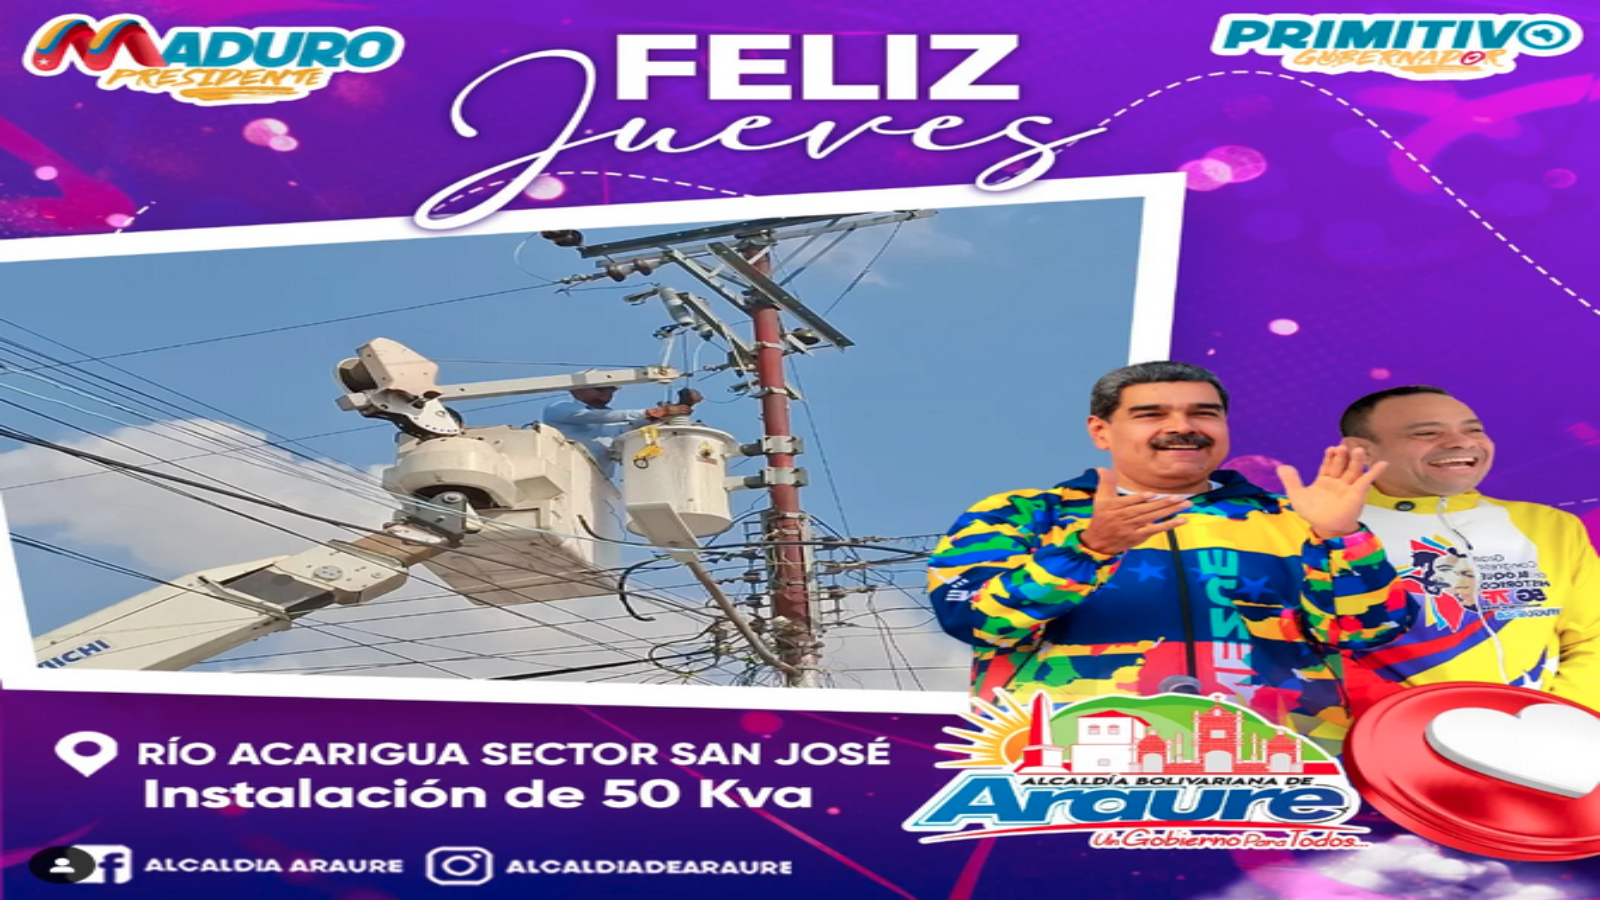 MADURO
PRESIDENTE
PRIMITIVO
GOBERNADOR
FELIZ
Jueves
RÍO ACARIGUA SECTOR SAN JOSÉ
Instalación de 50 Kva
ALCALDÍA BOLIVARIANA DE
Araure
Un Gobierno Para Todos...
ALCALDIA ARAURE
ALCALDIADEARAURE